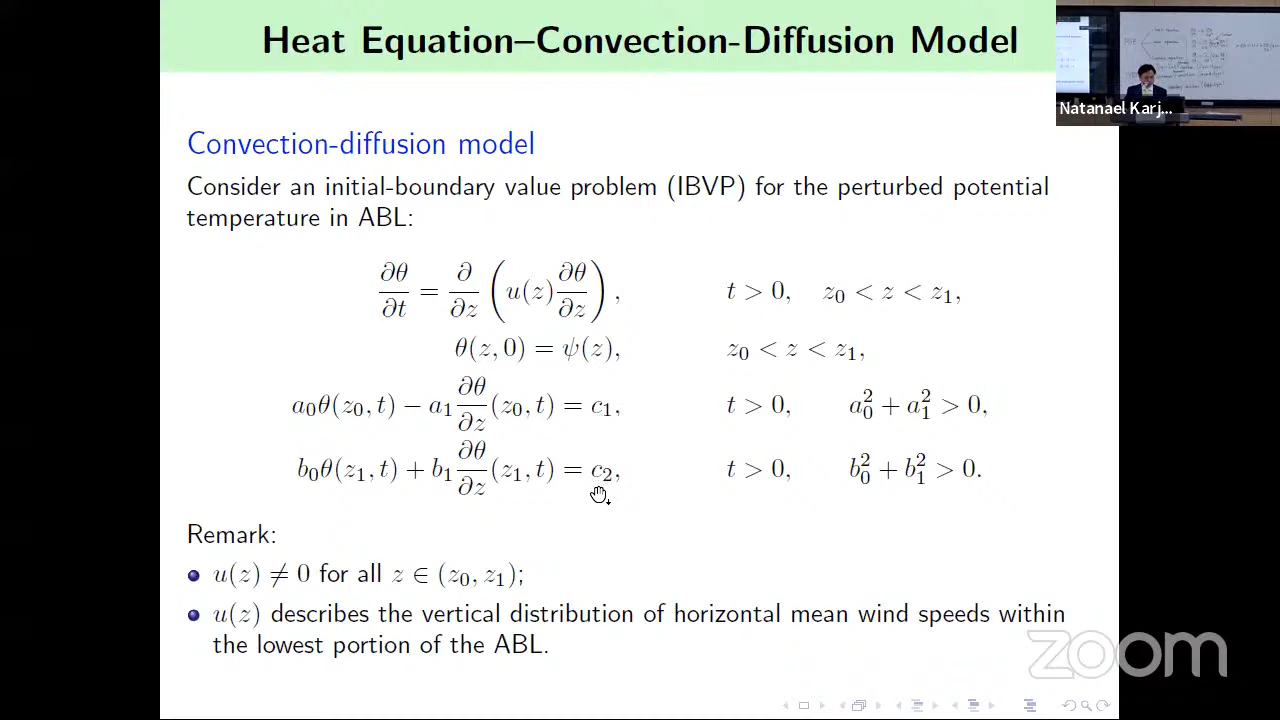 Heat Equation–Convection-Diffusion Model
Natanael Karj...
Convection-diffusion model
Consider an initial-boundary value problem (IBVP) for the perturbed potential
temperature in ABL:
∂θ/∂t = ∂/∂z (u(z) ∂θ/∂z), t > 0, z₀ < z < z₁,
θ(z, 0) = ψ(z), z₀ < z < z₁,
a₀θ(z₀, t) − a₁ ∂θ/∂z (z₀, t) = c₁, t > 0, a₀² + a₁² > 0,
b₀θ(z₁, t) + b₁ ∂θ/∂z (z₁, t) = c₂, t > 0, b₀² + b₁² > 0.
Remark:
u(z) ≠ 0 for all z ∈ (z₀, z₁);
u(z) describes the vertical distribution of horizontal mean wind speeds within
the lowest portion of the ABL.
zoom